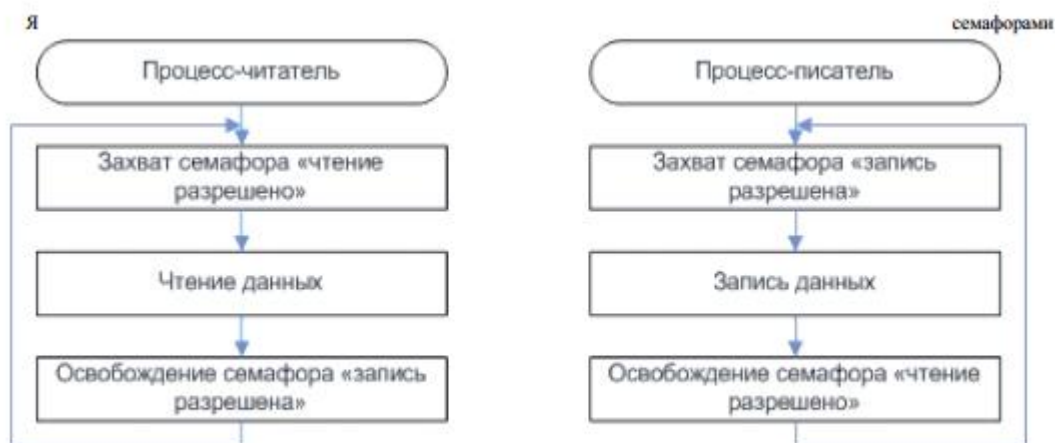 Я
семафорами
Процесс-читатель
Захват семафора «чтение
разрешено»
Чтение данных
Освобождение семафора «запись
разрешена»
Процесс-писатель
Захват семафора «запись
разрешена»
Запись данных
Освобождение семафора «чтение
разрешено»